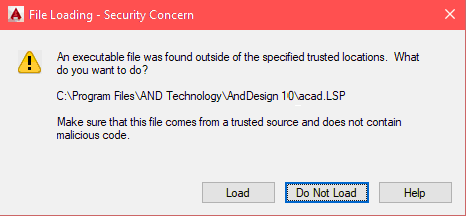 File Loading - Security Concern
An executable file was found outside of the specified trusted locations. What
do you want to do?
C:\Program Files\AND Technology\AndDesign 10\acad.LSP
Make sure that this file comes from a trusted source and does not contain
malicious code.
Load
Do Not Load
Help